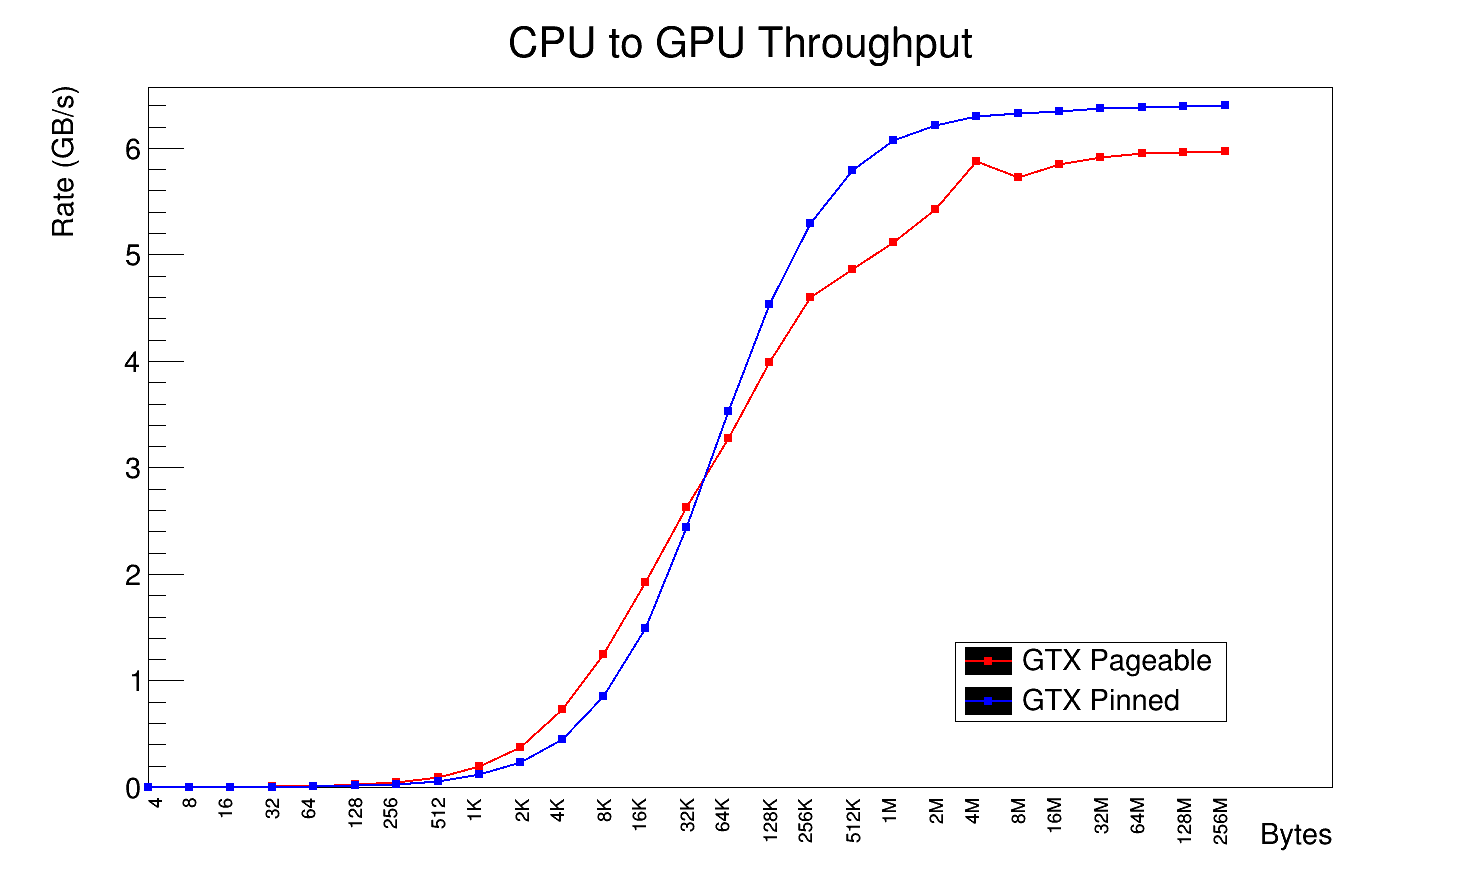 CPU to GPU Throughput
Rate (GB/s)
6
5
4
3
2
1
0
GTX Pageable
GTX Pinned
4 8 16 32 64 128 256 512 1K 2K 4K 8K 16K 32K 64K 128K 256K 512K 1M 2M 4M 8M 16M 32M 64M 128M 256M
Bytes